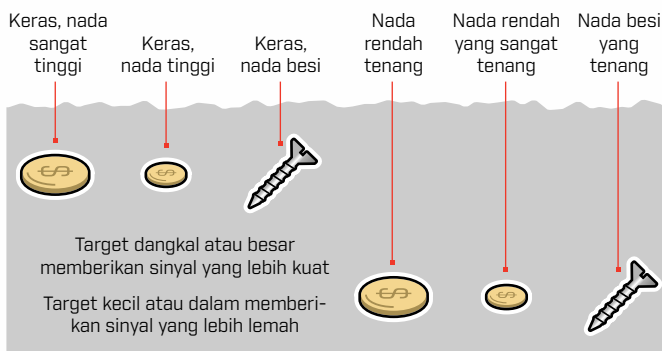 Keras, nada
sangat
tinggi
Keras,
nada tinggi
Keras,
nada besi
Nada
rendah
tenang
Nada rendah
yang sangat
tenang
Nada besi
yang
tenang
Target dangkal atau besar
memberikan sinyal yang lebih kuat
Target kecil atau dalam memberi-
kan sinyal yang lebih lemah